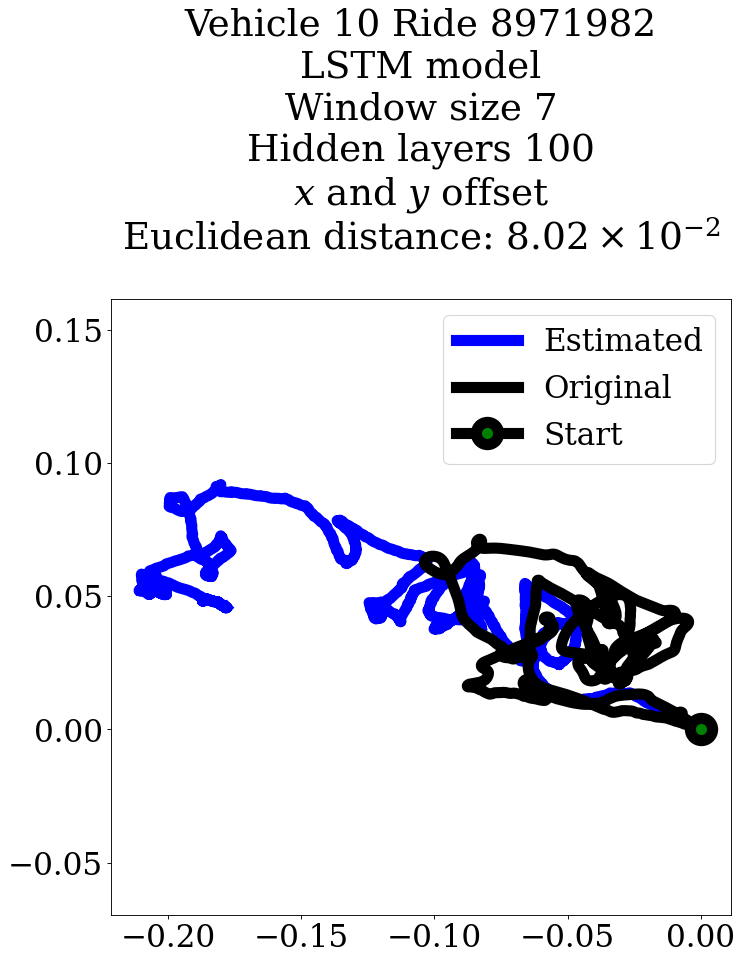 Vehicle 10 Ride 8971982
LSTM model
Window size 7
Hidden layers 100
x and y offset
Euclidean distance: 8.02 × 10⁻²
Estimated
Original
Start
0.15
0.10
0.05
0.00
−0.05
−0.20 −0.15 −0.10 −0.05 0.00